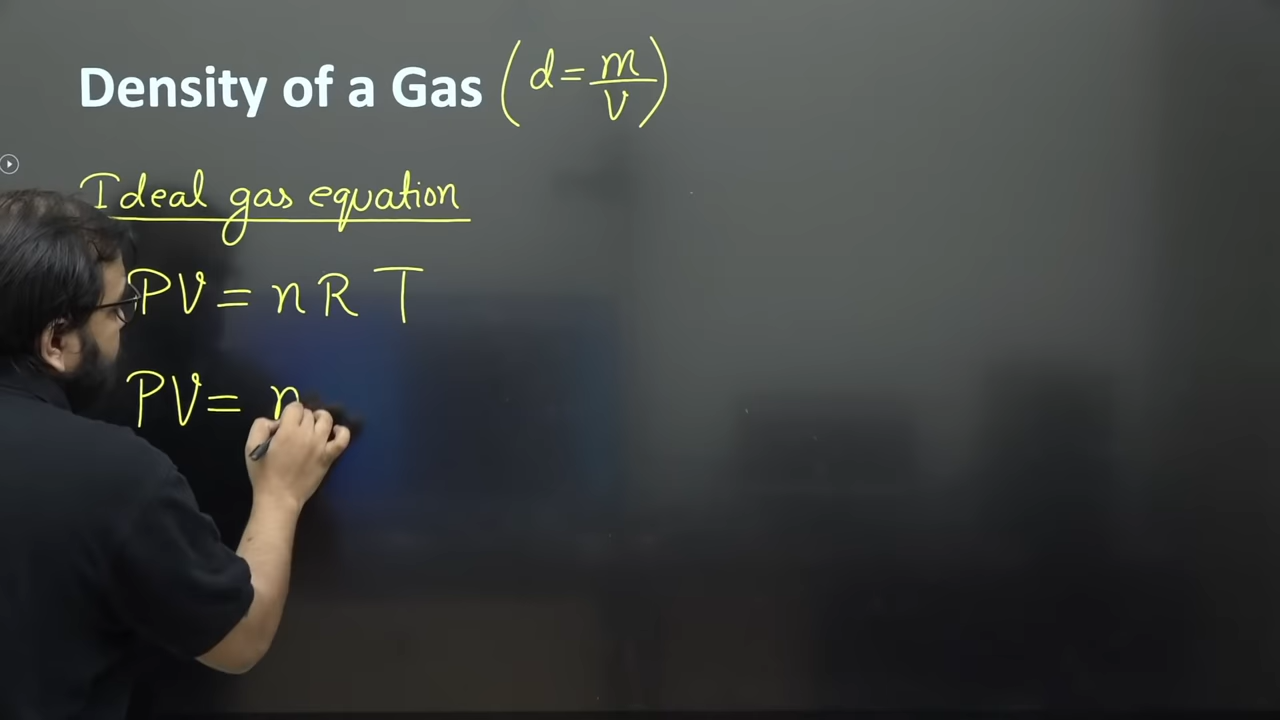 Density of a Gas (d = m/V)
Ideal gas equation
PV = nRT
PV = n